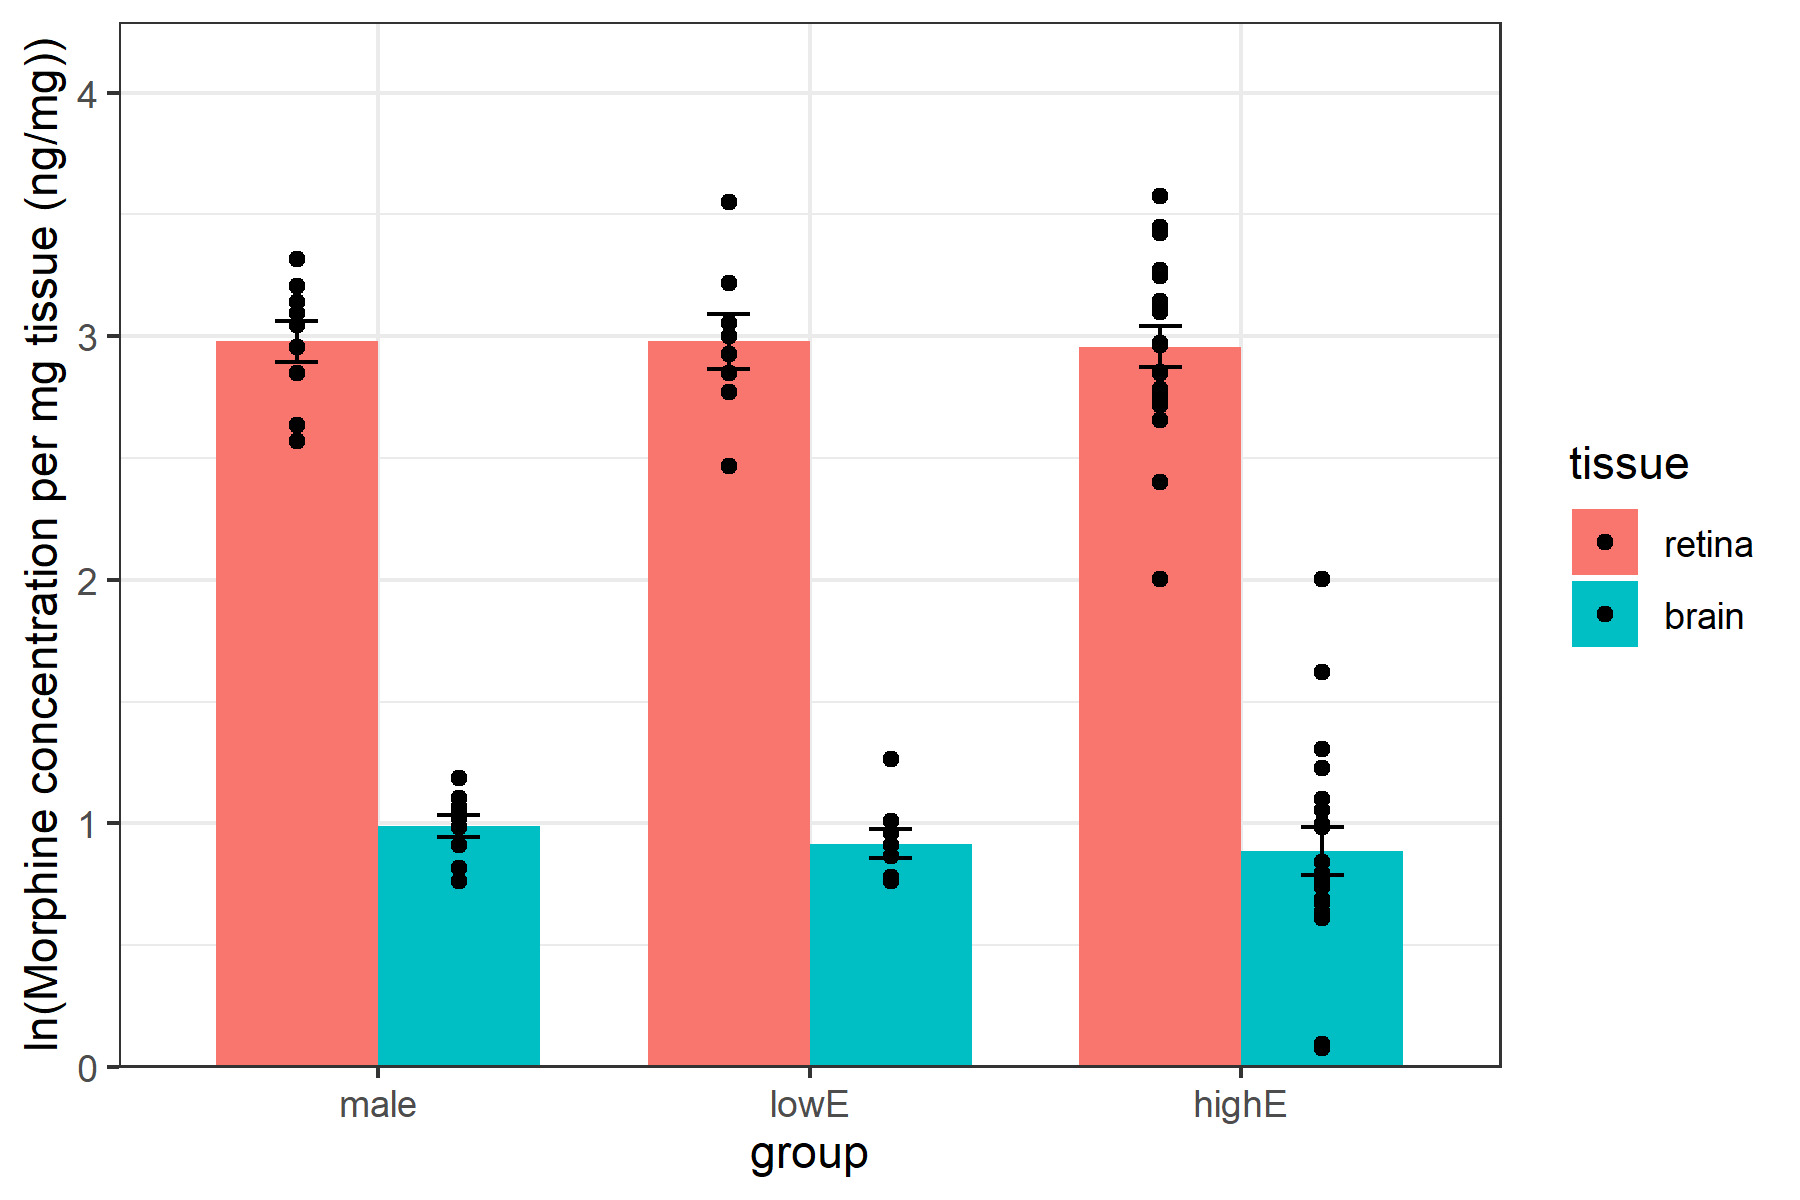 ln(Morphine concentration per mg tissue (ng/mg))
4
3
2
1
0
male lowE highE
group
tissue
retina
brain